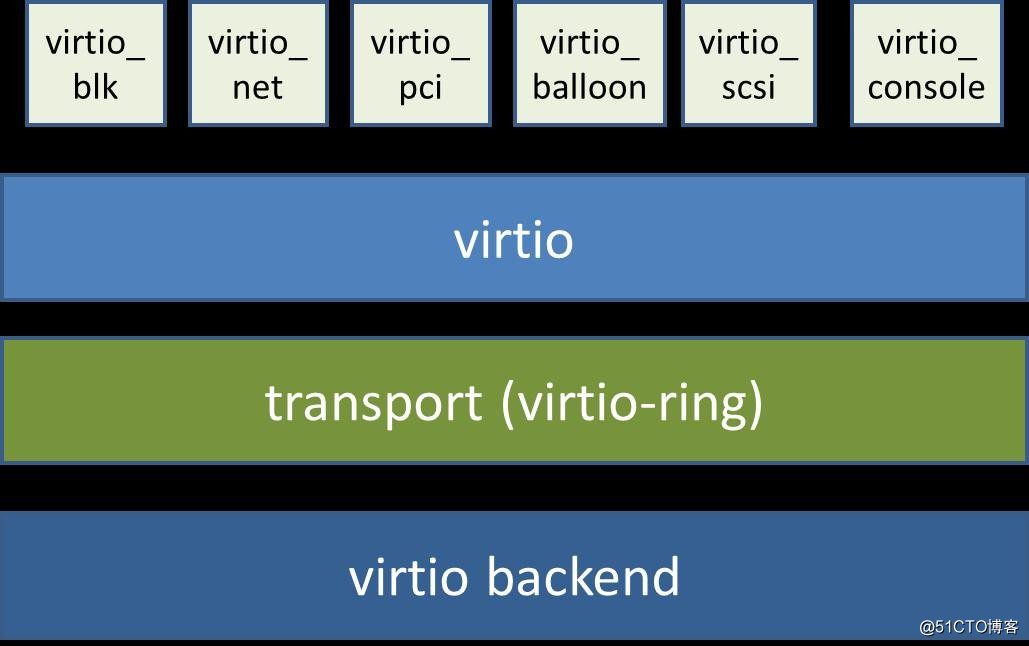 virtio_
blk
virtio_
net
virtio_
pci
virtio_
balloon
virtio_
scsi
virtio_
console
virtio
transport (virtio-ring)
virtio backend
@51CTO博客